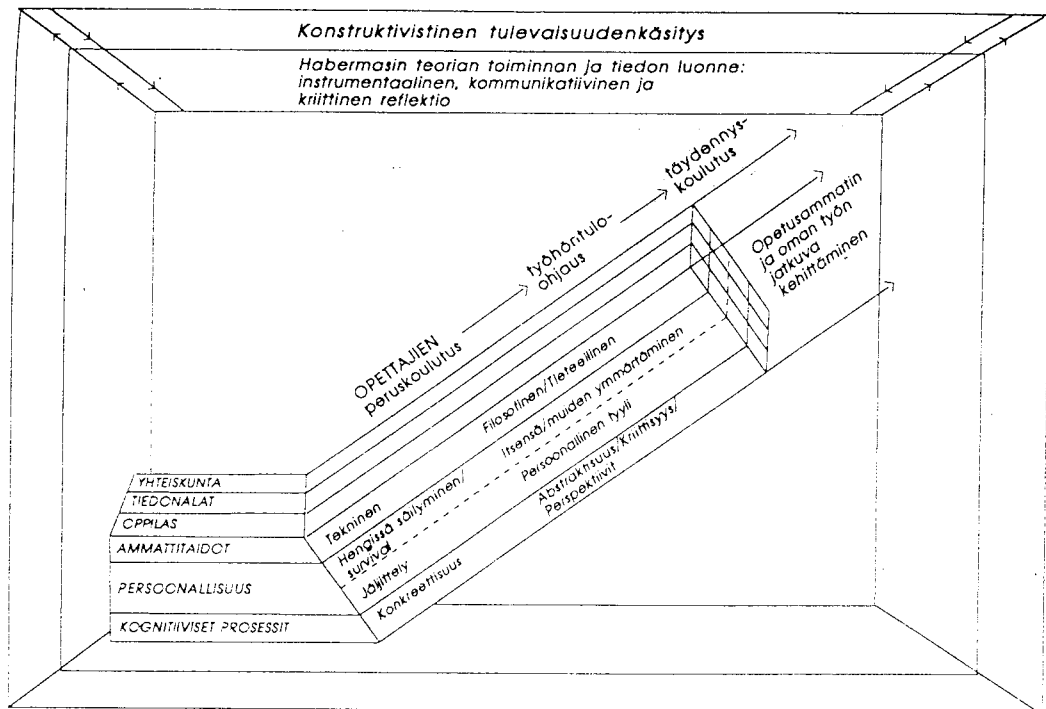 Konstruktivistinen tulevaisuudenkäsitys
Habermasin teorian toiminnan ja tiedon luonne:
instrumentaalinen, kommunikatiivinen ja
kriittinen reflektio
täydennys-
koulutus
työhöntulo-
ohjaus
OPETTAJIEN
peruskoulutus
Opetusammatin
ja oman työn
jatkuva
kehittäminen
Filosofinen/Tieteellinen
Itsensä/muiden ymmärtäminen
Persoonallinen tyyli
Abstraktisuus/Kriittisyys/
Perspektiivit
Tekninen
Hengissä säilyminen/
survival
Jäljittely
Konkreettisuus
YHTEISKUNTA
TIEDONALAT
OPPILAS
AMMATTITAIDOT
PERSOONALLISUUS
KOGNITIIVISET PROSESSIT